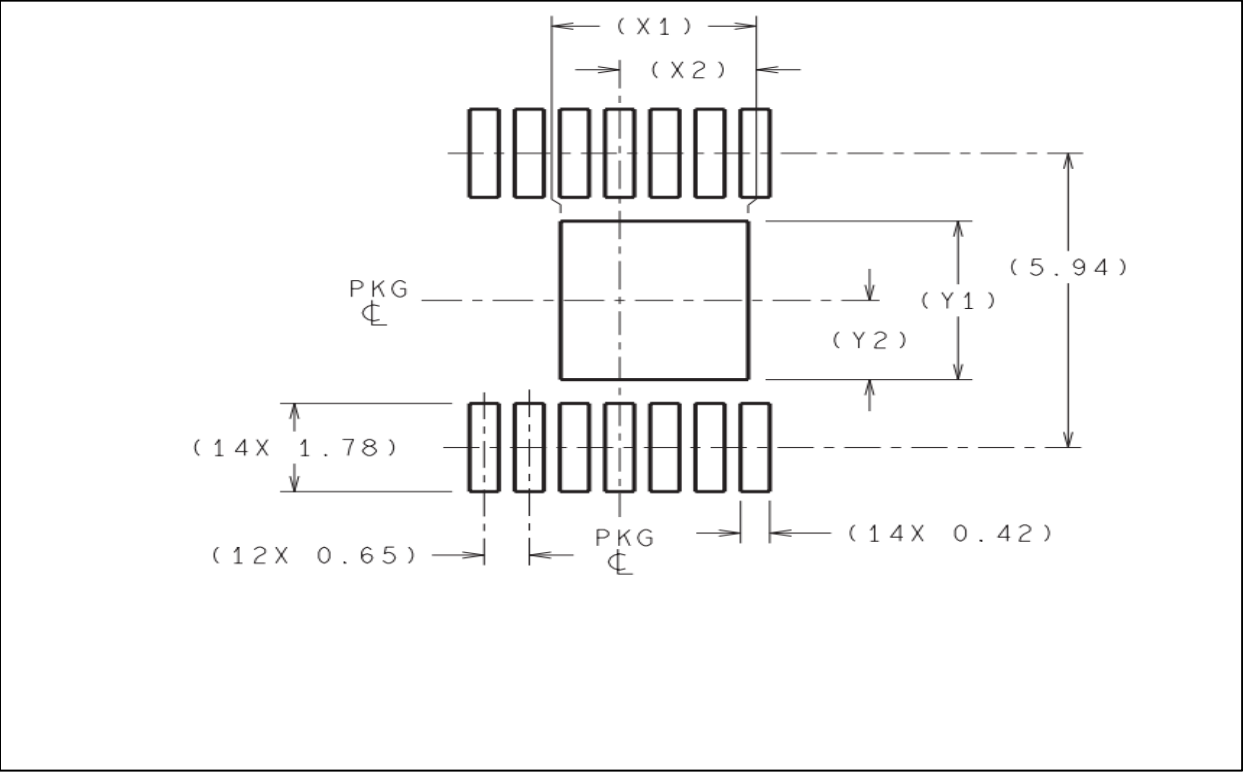 (X1)
(X2)
(5.94)
PKG
℄
(Y1)
(Y2)
(14X 1.78)
(14X 0.42)
PKG
℄
(12X 0.65)